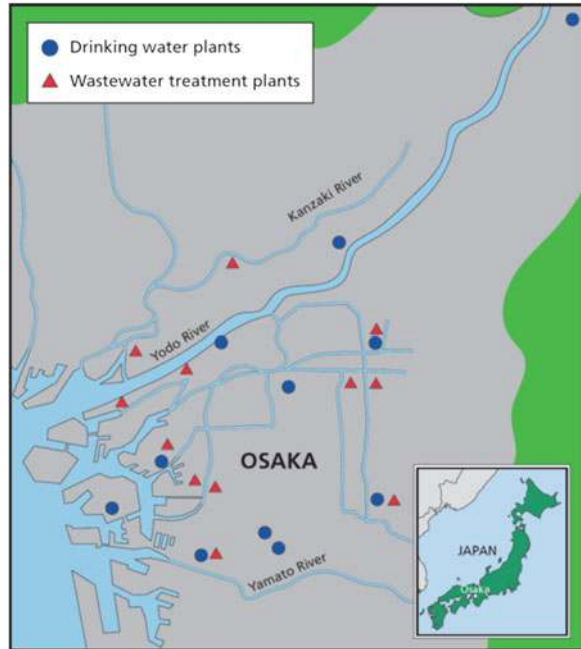 Drinking water plants
Wastewater treatment plants
Kanzaki River
Yodo River
OSAKA
Yamato River
JAPAN
Osaka